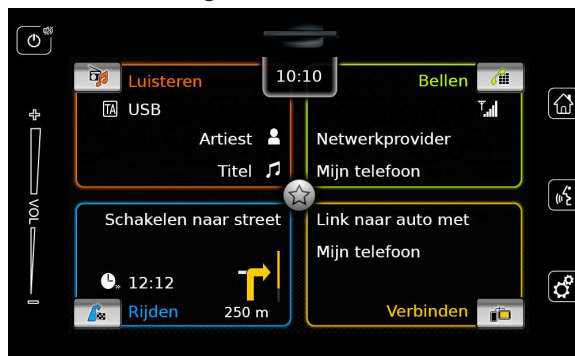 Luisteren
10:10
Bellen
TA USB
Artiest
Titel
Netwerkprovider
Mijn telefoon
VOL
Schakelen naar street
12:12
250 m
Rijden
Link naar auto met
Mijn telefoon
Verbinden